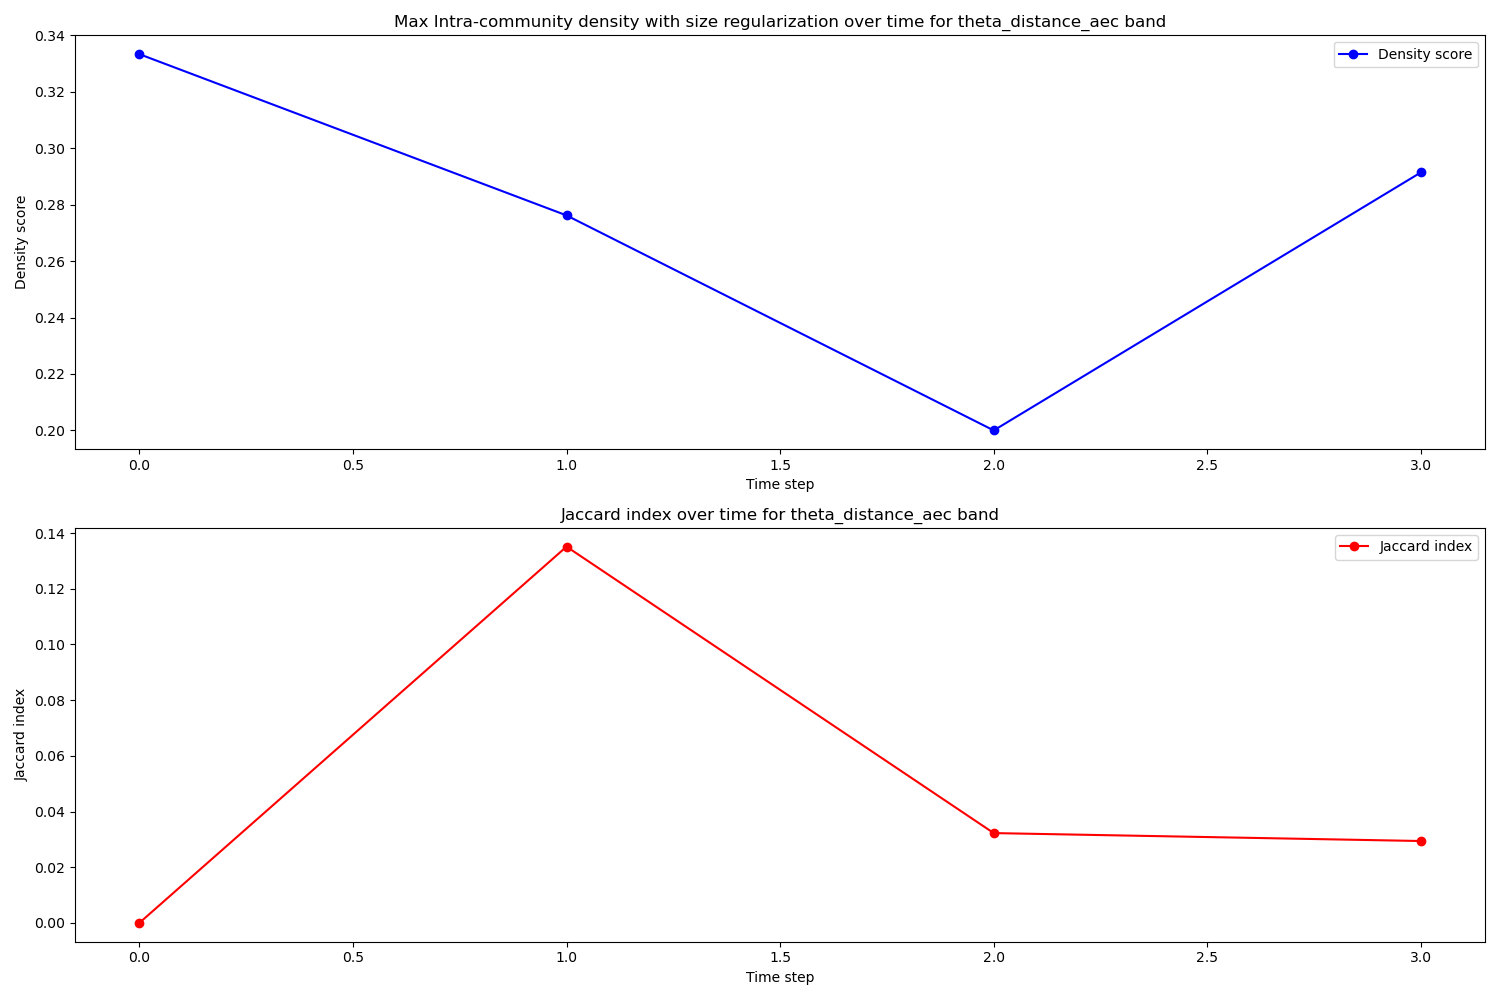 Max Intra-community density with size regularization over time for theta_distance_aec band
0.34
0.32
0.30
0.28
0.26
0.24
0.22
0.20
Density score
Density score
0.0 0.5 1.0 1.5 2.0 2.5 3.0
Time step
Jaccard index over time for theta_distance_aec band
0.14
0.12
0.10
0.08
0.06
0.04
0.02
0.00
Jaccard index
Jaccard index
0.0 0.5 1.0 1.5 2.0 2.5 3.0
Time step